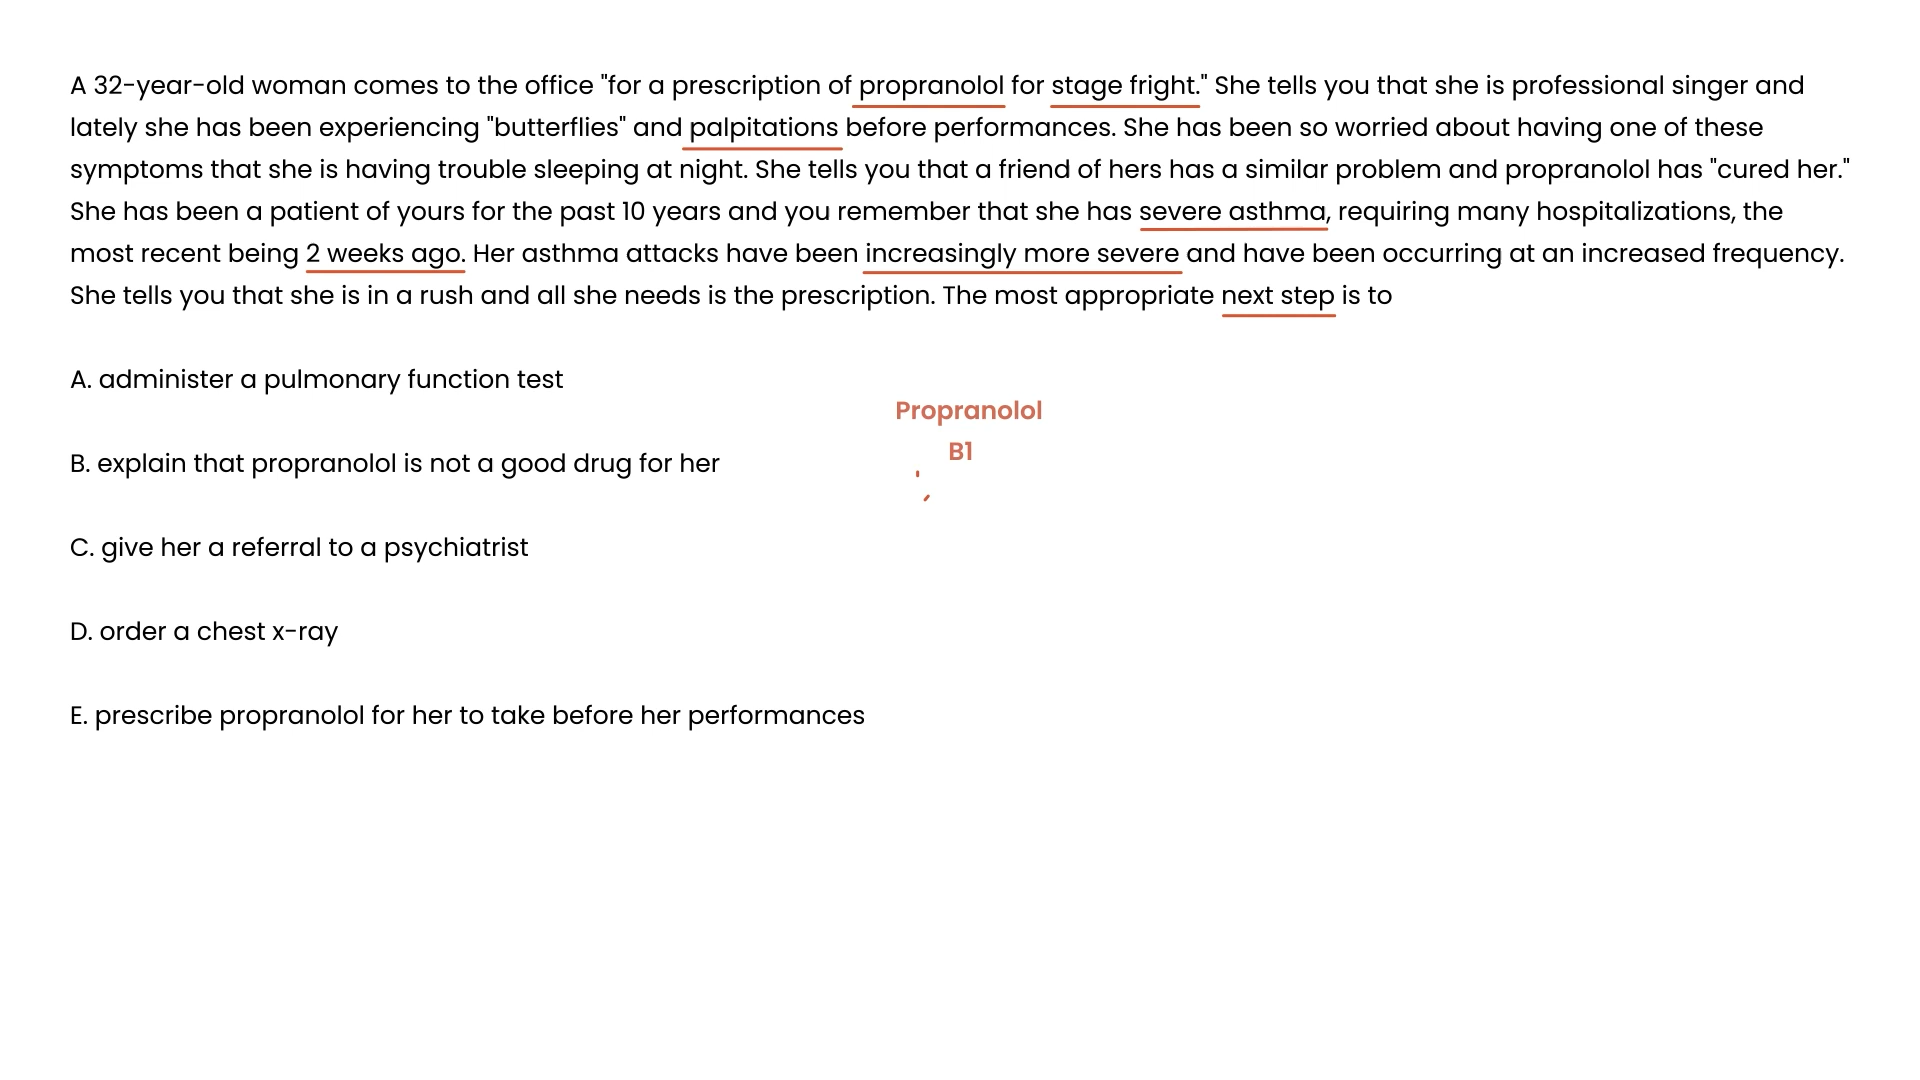 A 32-year-old woman comes to the office "for a prescription of propranolol for stage fright." She tells you that she is professional singer and
lately she has been experiencing "butterflies" and palpitations before performances. She has been so worried about having one of these
symptoms that she is having trouble sleeping at night. She tells you that a friend of hers has a similar problem and propranolol has "cured her."
She has been a patient of yours for the past 10 years and you remember that she has severe asthma, requiring many hospitalizations, the
most recent being 2 weeks ago. Her asthma attacks have been increasingly more severe and have been occurring at an increased frequency.
She tells you that she is in a rush and all she needs is the prescription. The most appropriate next step is to
A. administer a pulmonary function test
Propranolol
B1
B. explain that propranolol is not a good drug for her
C. give her a referral to a psychiatrist
D. order a chest x-ray
E. prescribe propranolol for her to take before her performances